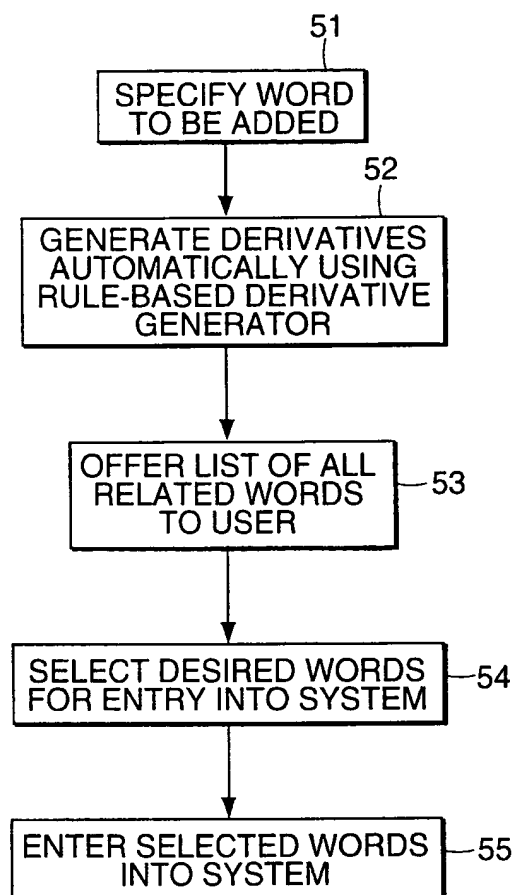 51
SPECIFY WORD
TO BE ADDED
52
GENERATE DERIVATIVES
AUTOMATICALLY USING
RULE-BASED DERIVATIVE
GENERATOR
OFFER LIST OF ALL
RELATED WORDS
TO USER
53
SELECT DESIRED WORDS
FOR ENTRY INTO SYSTEM
54
ENTER SELECTED WORDS
INTO SYSTEM
55